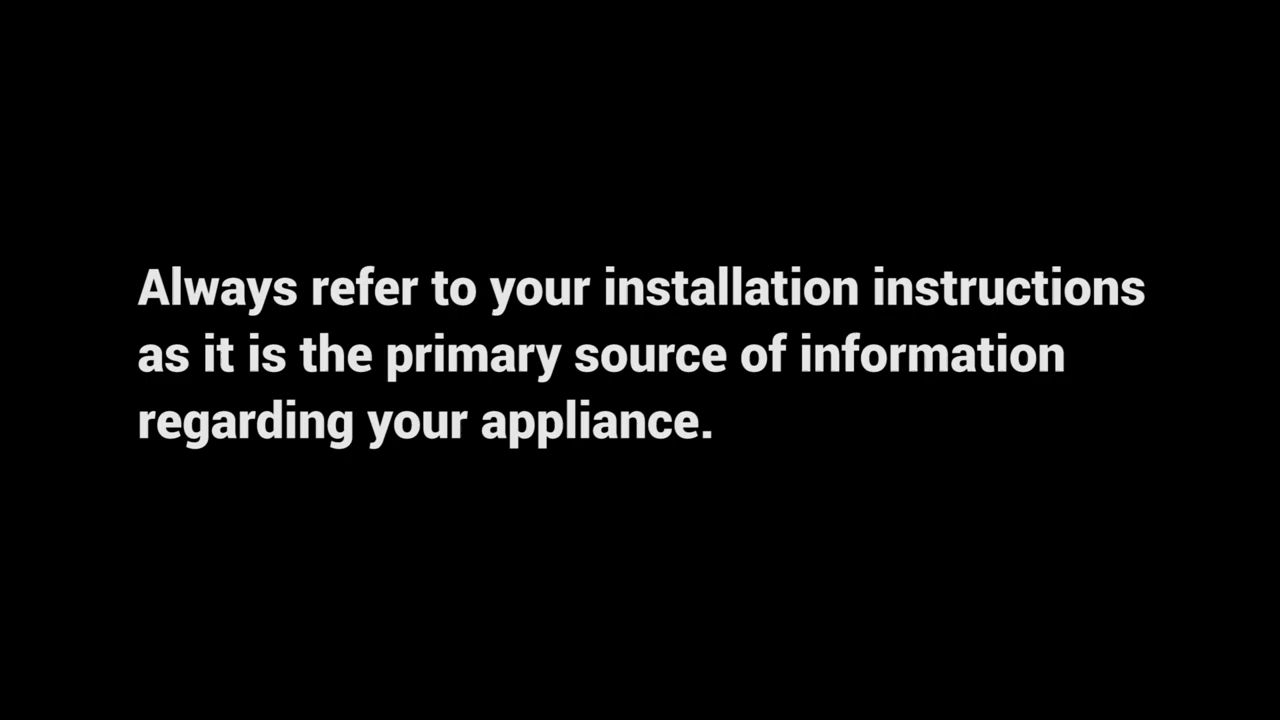 Always refer to your installation instructions
as it is the primary source of information
regarding your appliance.